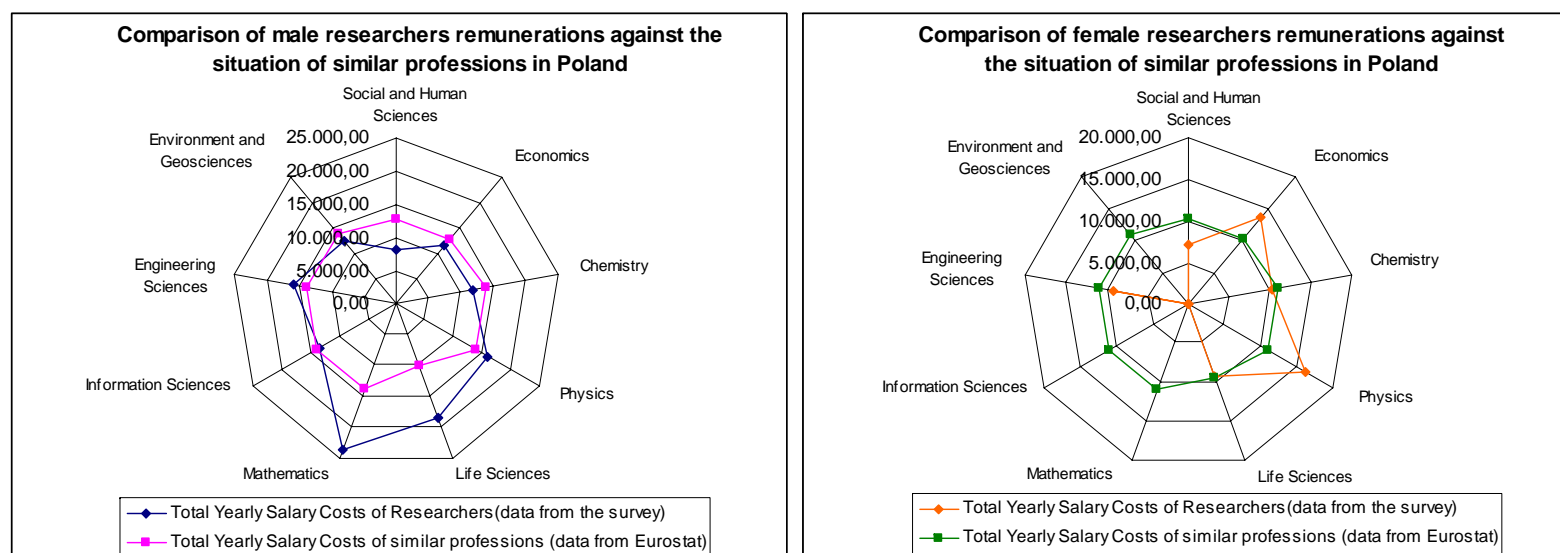 Comparison of male researchers remunerations against the
situation of similar professions in Poland
Social and Human
Sciences
Economics
Chemistry
Physics
Life Sciences
Mathematics
Information Sciences
Engineering
Sciences
Environment and
Geosciences
25.000,00
20.000,00
15.000,00
10.000,00
5.000,00
0,00
Total Yearly Salary Costs of Researchers(data from the survey)
Total Yearly Salary Costs of similar professions (data from Eurostat)
Comparison of female researchers remunerations against
the situation of similar professions in Poland
Social and Human
Sciences
Economics
Chemistry
Physics
Life Sciences
Mathematics
Information Sciences
Engineering
Sciences
Environment and
Geosciences
20.000,00
15.000,00
10.000,00
5.000,00
0,00
Total Yearly Salary Costs of Researchers(data from the survey)
Total Yearly Salary Costs of similar professions (data from Eurostat)